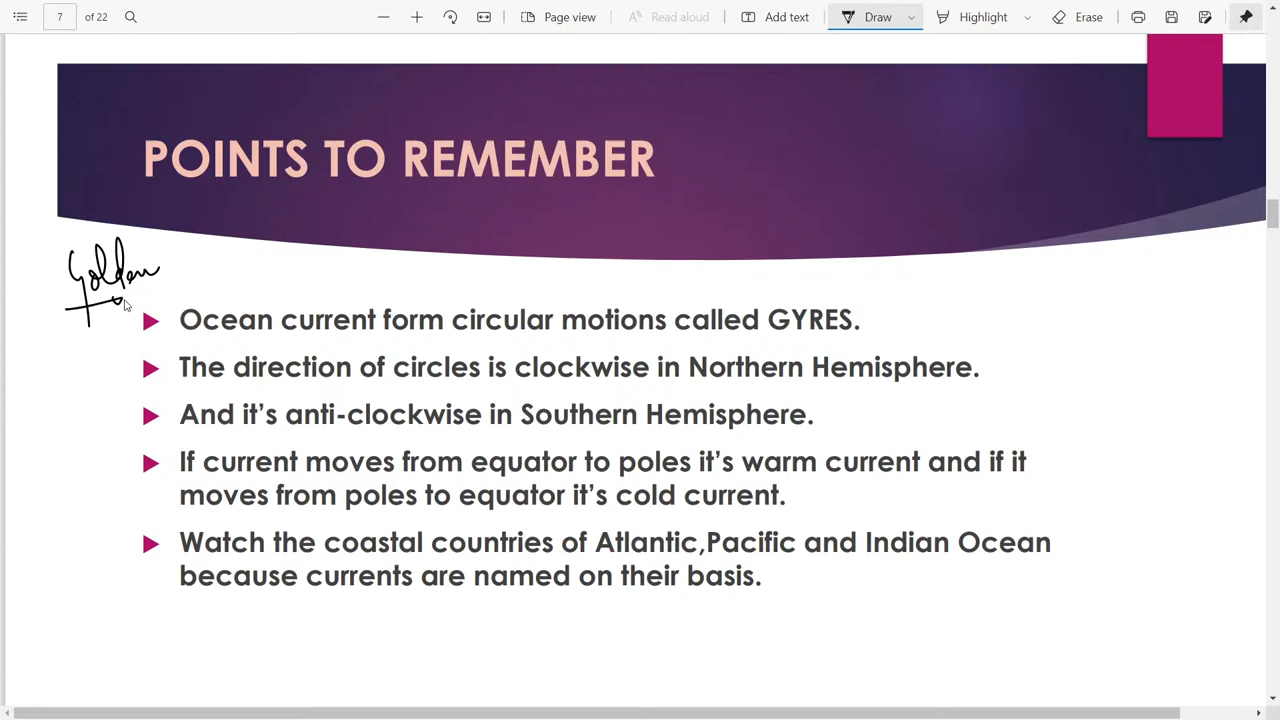 7 of 22 Page view Read aloud Add text Draw Highlight Erase
POINTS TO REMEMBER
Golden
Ocean current form circular motions called GYRES.
The direction of circles is clockwise in Northern Hemisphere.
And it's anti-clockwise in Southern Hemisphere.
If current moves from equator to poles it's warm current and if it
moves from poles to equator it's cold current.
Watch the coastal countries of Atlantic,Pacific and Indian Ocean
because currents are named on their basis.